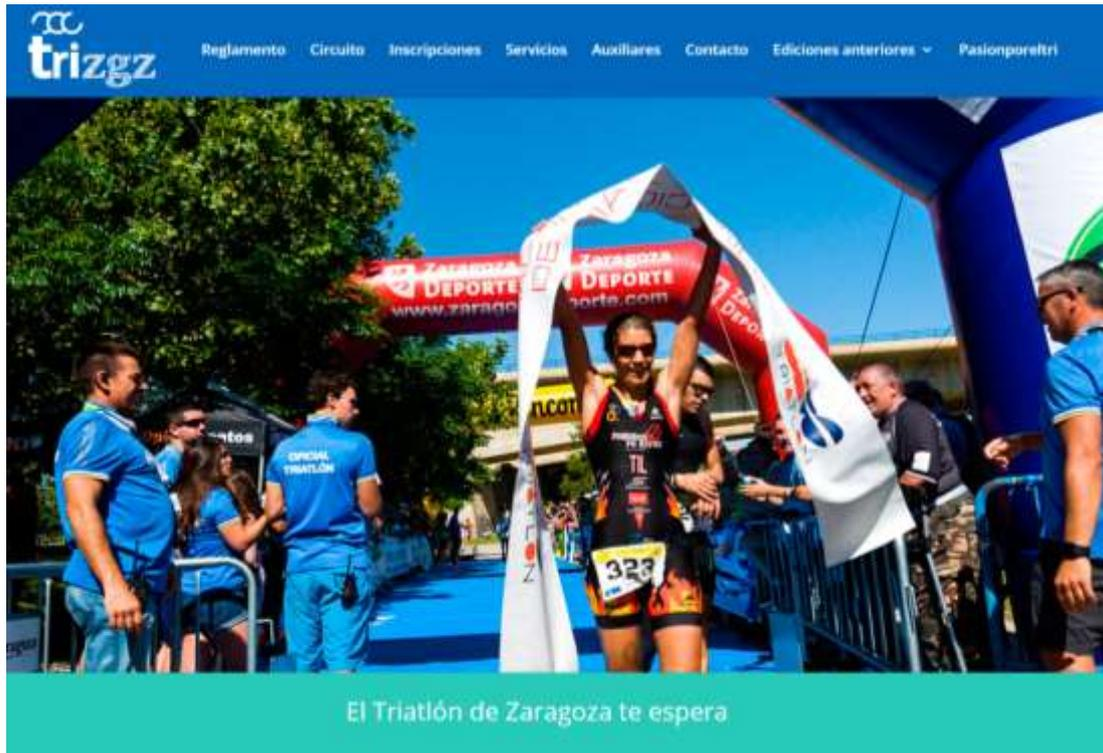 trizgz
Reglamento Circuito Inscripciones Servicios Auxiliares Contacto Ediciones anteriores Pasionporeltri
Zaragoza
DEPORTE
Zaragoza
DEPORTE
OFICIAL
TRIATLÓN
TIL
323
El Triatlón de Zaragoza te espera